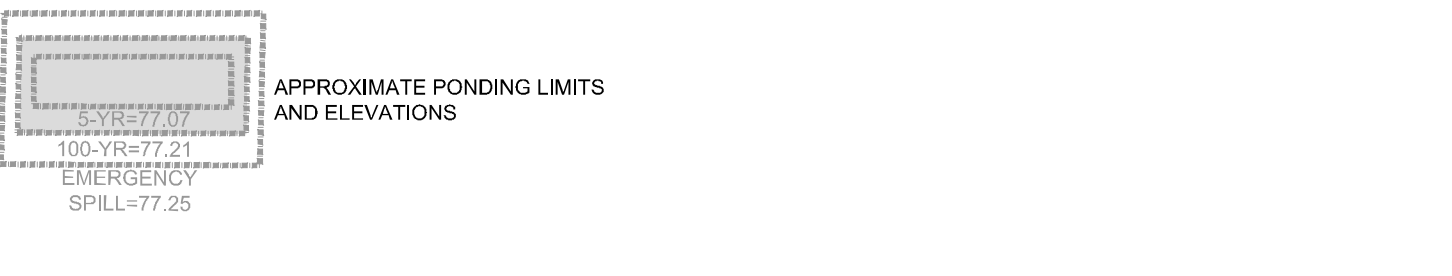 APPROXIMATE PONDING LIMITS
AND ELEVATIONS
5-YR=77.07
100-YR=77.21
EMERGENCY
SPILL=77.25